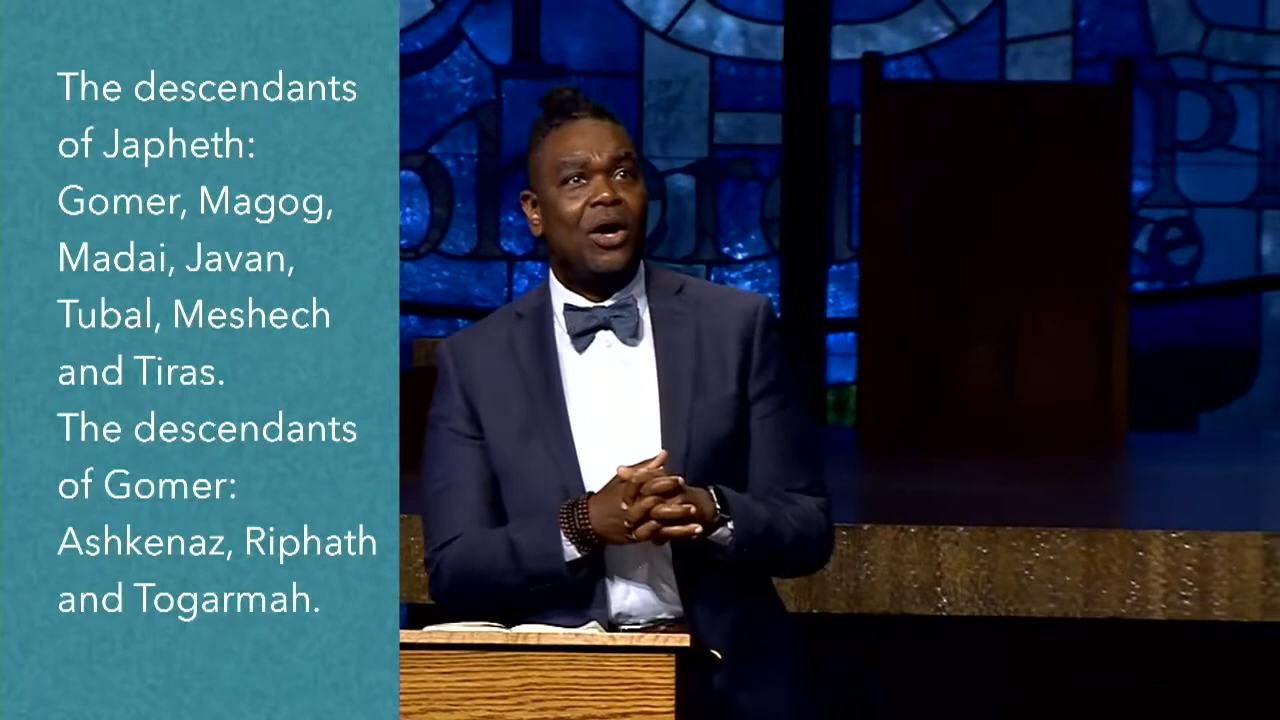 The descendants
of Japheth:
Gomer, Magog,
Madai, Javan,
Tubal, Meshech
and Tiras.
The descendants
of Gomer:
Ashkenaz, Riphath
and Togarmah.